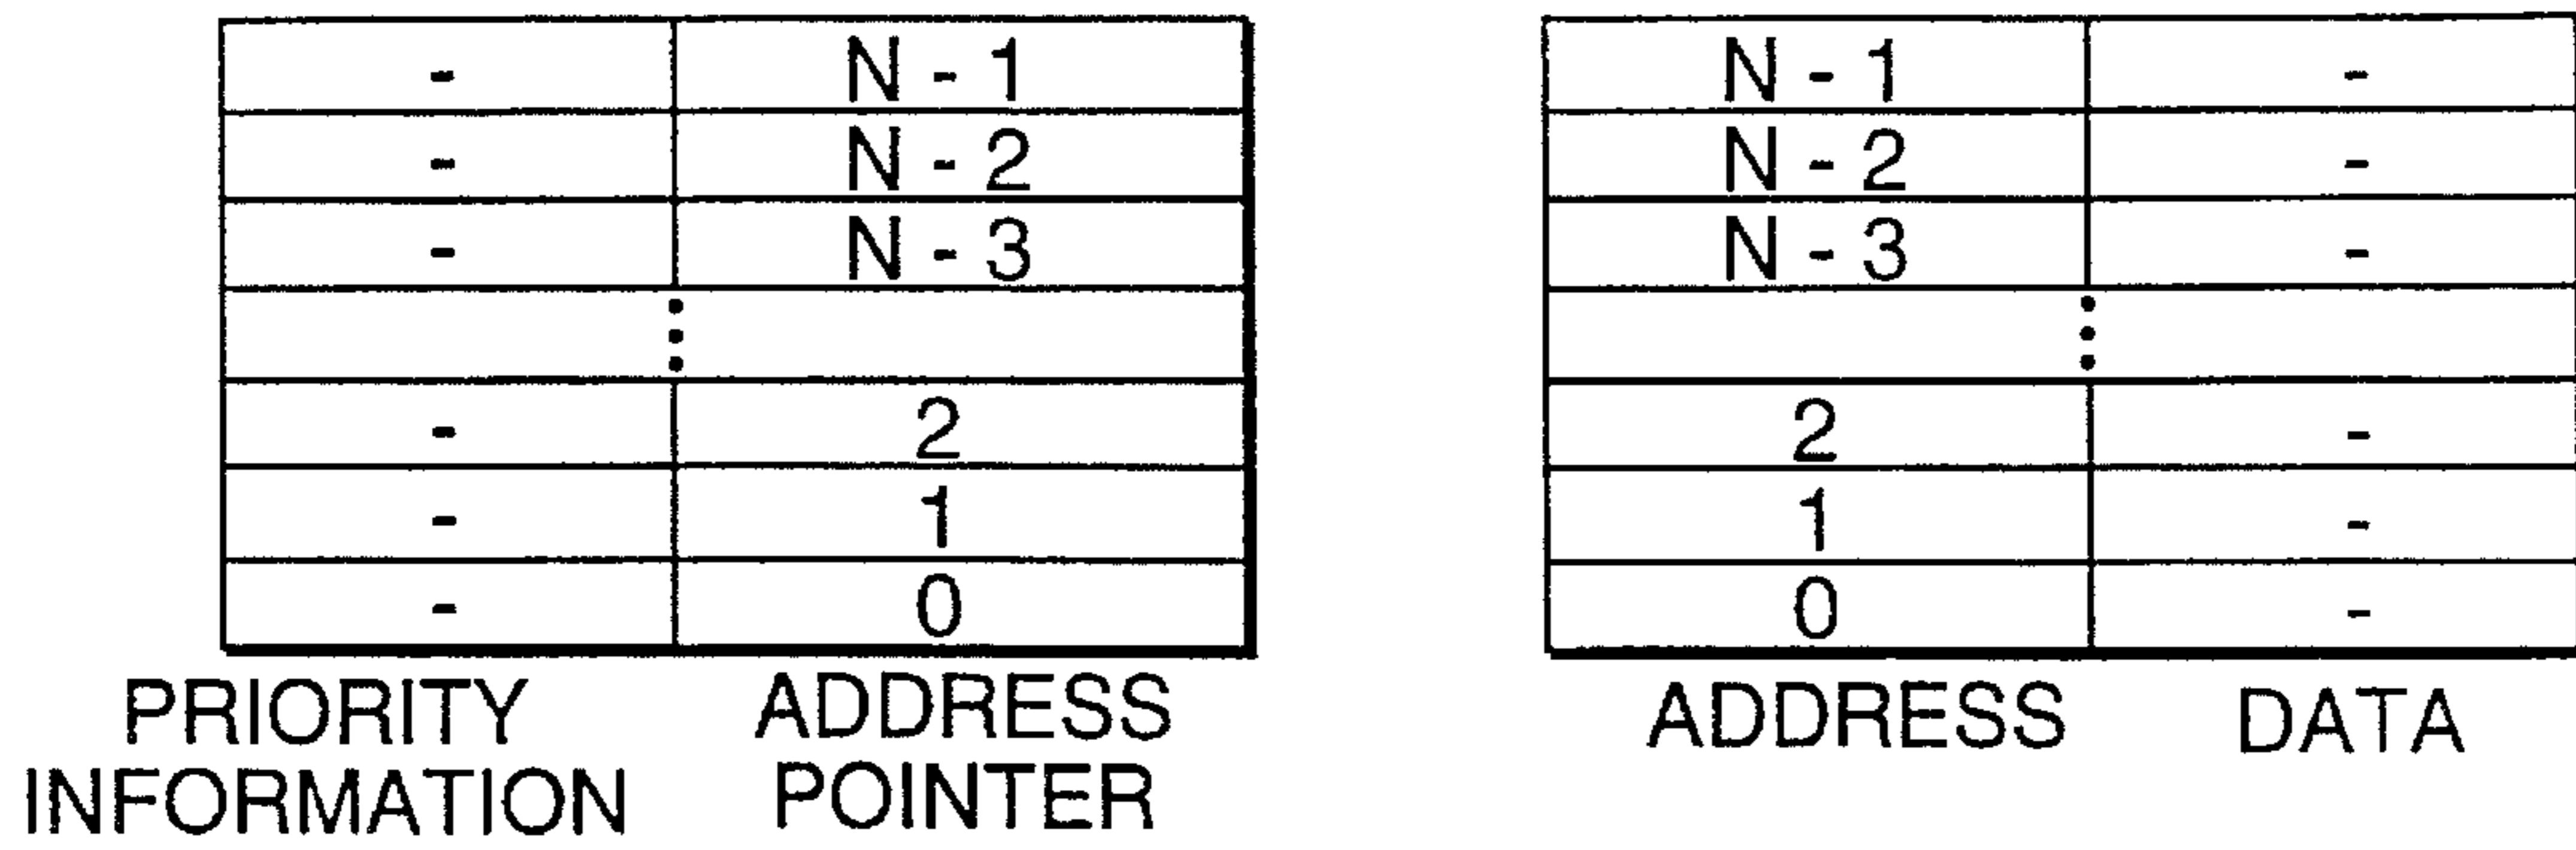 - N - 1 N - 1 -
- N - 2 N - 2 -
- N - 3 N - 3 -
- 2 2 -
- 1 1 -
- 0 0 -
PRIORITY INFORMATION
ADDRESS POINTER
ADDRESS
DATA